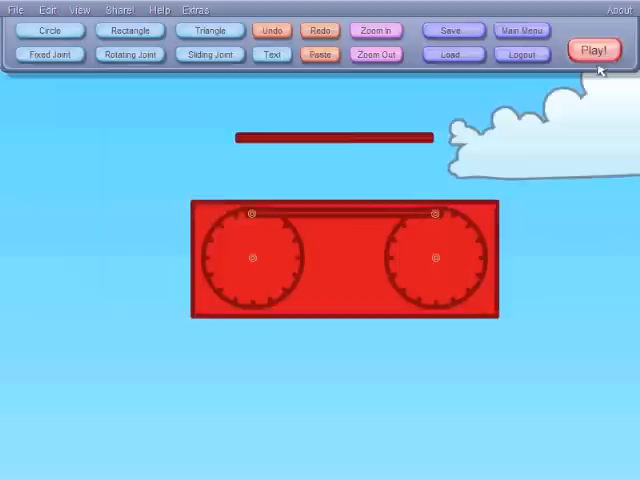 File Edit View Share! Help Extras About
Circle Rectangle Triangle Undo Redo Zoom In Save Main Menu
Play!
Fixed Joint Rotating Joint Sliding Joint Text Paste Zoom Out Load Logout